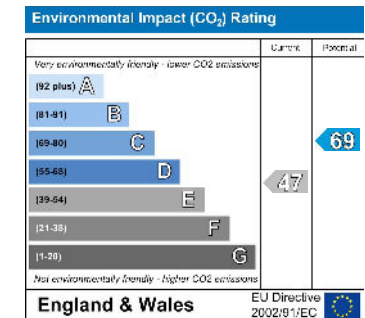 Environmental Impact (CO₂) Rating
Current Potential
Very environmentally friendly - lower CO2 emissions
(92 plus) A
(81-91) B
(69-80) C
69
(55-68) D
47
(39-54) E
(21-38) F
(1-20) G
Not environmentally friendly - higher CO2 emissions
England & Wales
EU Directive
2002/91/EC